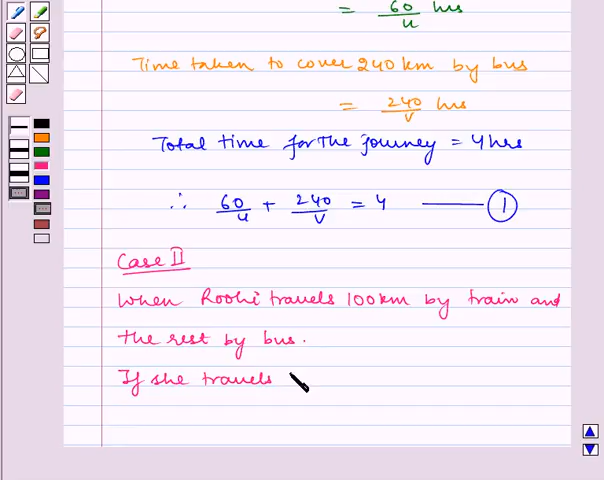 = 60/u hrs
Time taken to cover 240 km by bus
= 240/v hrs
Total time for the journey = 4 hrs
∴ 60/u + 240/v = 4 —— ①
Case II
When Roohi travels 100 km by train and
the rest by bus.
If she travels